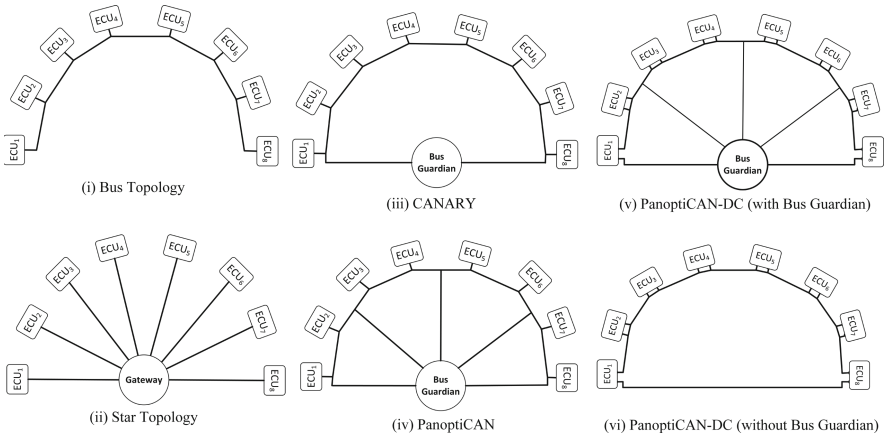 ECU₁
ECU₂
ECU₃
ECU₄
ECU₅
ECU₆
ECU₇
ECU₈
(i) Bus Topology
ECU₁
ECU₂
ECU₃
ECU₄
ECU₅
ECU₆
ECU₇
ECU₈
Bus
Guardian
(iii) CANARY
ECU₁
ECU₂
ECU₃
ECU₄
ECU₅
ECU₆
ECU₇
ECU₈
Bus
Guardian
(v) PanoptiCAN-DC (with Bus Guardian)
ECU₁
ECU₂
ECU₃
ECU₄
ECU₅
ECU₆
ECU₇
ECU₈
Gateway
(ii) Star Topology
ECU₁
ECU₂
ECU₃
ECU₄
ECU₅
ECU₆
ECU₇
ECU₈
Bus
Guardian
(iv) PanoptiCAN
ECU₁
ECU₂
ECU₃
ECU₄
ECU₅
ECU₆
ECU₇
ECU₈
(vi) PanoptiCAN-DC (without Bus Guardian)